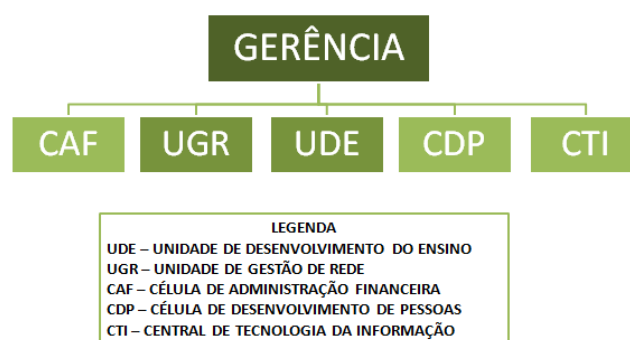 GERÊNCIA
CAF UGR UDE CDP CTI
LEGENDA
UDE – UNIDADE DE DESENVOLVIMENTO DO ENSINO
UGR – UNIDADE DE GESTÃO DE REDE
CAF – CÉLULA DE ADMINISTRAÇÃO FINANCEIRA
CDP – CÉLULA DE DESENVOLVIMENTO DE PESSOAS
CTI – CENTRAL DE TECNOLOGIA DA INFORMAÇÃO